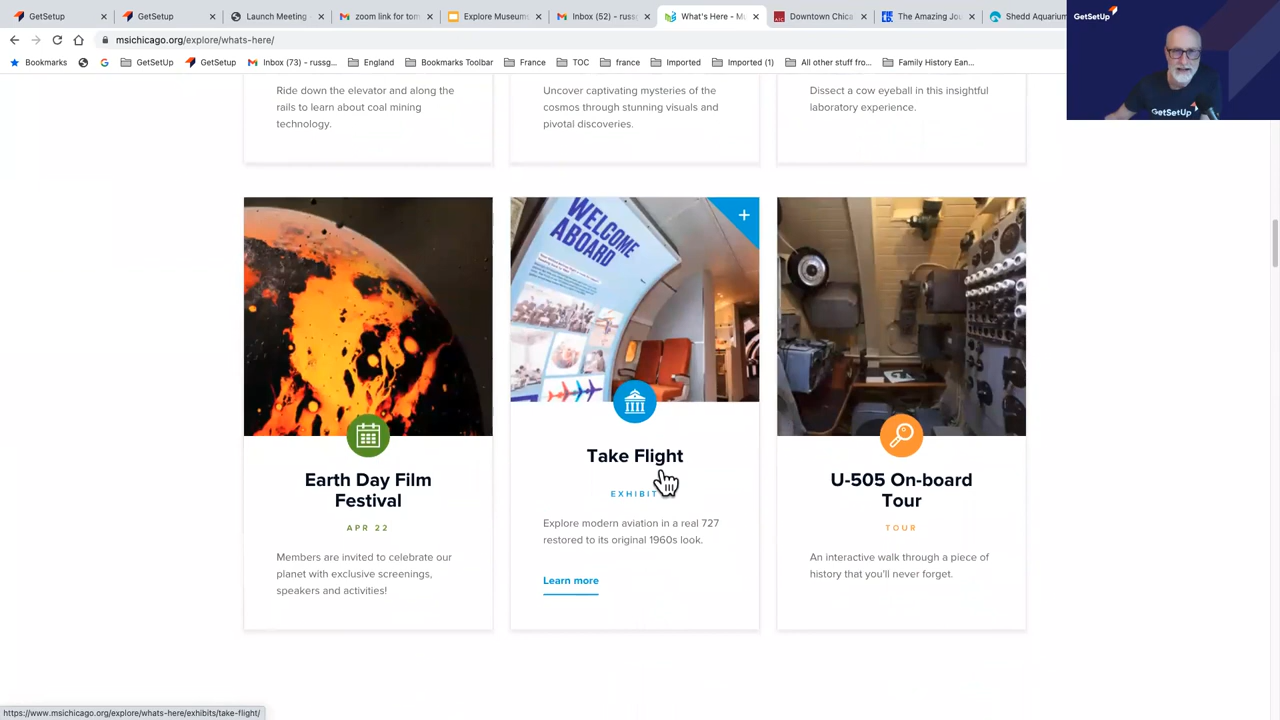 GetSetUp
GetSetUp
Launch Meeting
zoom link for tom
Explore Museums
Inbox (52) - russg
What's Here - M
Downtown Chica
The Amazing Jou
Shedd Aquarium
GetSetUp
msichicago.org/explore/whats-here/
Bookmarks
GetSetUp
GetSetup
Inbox (73) - russg...
England
Bookmarks Toolbar
France
TOC
france
Imported
Imported (1)
All other stuff fro...
Family History Ean...
GetSetUp
Ride down the elevator and along the
rails to learn about coal mining
technology.
Uncover captivating mysteries of the
cosmos through stunning visuals and
pivotal discoveries.
Dissect a cow eyeball in this insightful
laboratory experience.
WELCOME
ABOARD
Earth Day Film
Festival
APR 22
Members are invited to celebrate our
planet with exclusive screenings,
speakers and activities!
Take Flight
EXHIBIT
Explore modern aviation in a real 727
restored to its original 1960s look.
Learn more
U-505 On-board
Tour
TOUR
An interactive walk through a piece of
history that you'll never forget.
https://www.msichicago.org/explore/whats-here/exhibits/take-flight/